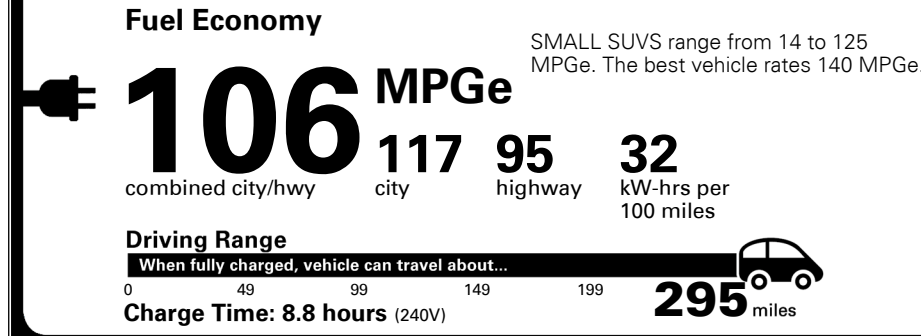 Fuel Economy
SMALL SUVS range from 14 to 125
MPGe. The best vehicle rates 140 MPGe.
106 MPGe
combined city/hwy
117
city
95
highway
32
kW-hrs per
100 miles
Driving Range
When fully charged, vehicle can travel about...
0 49 99 149 199 295 miles
Charge Time: 8.8 hours (240V)